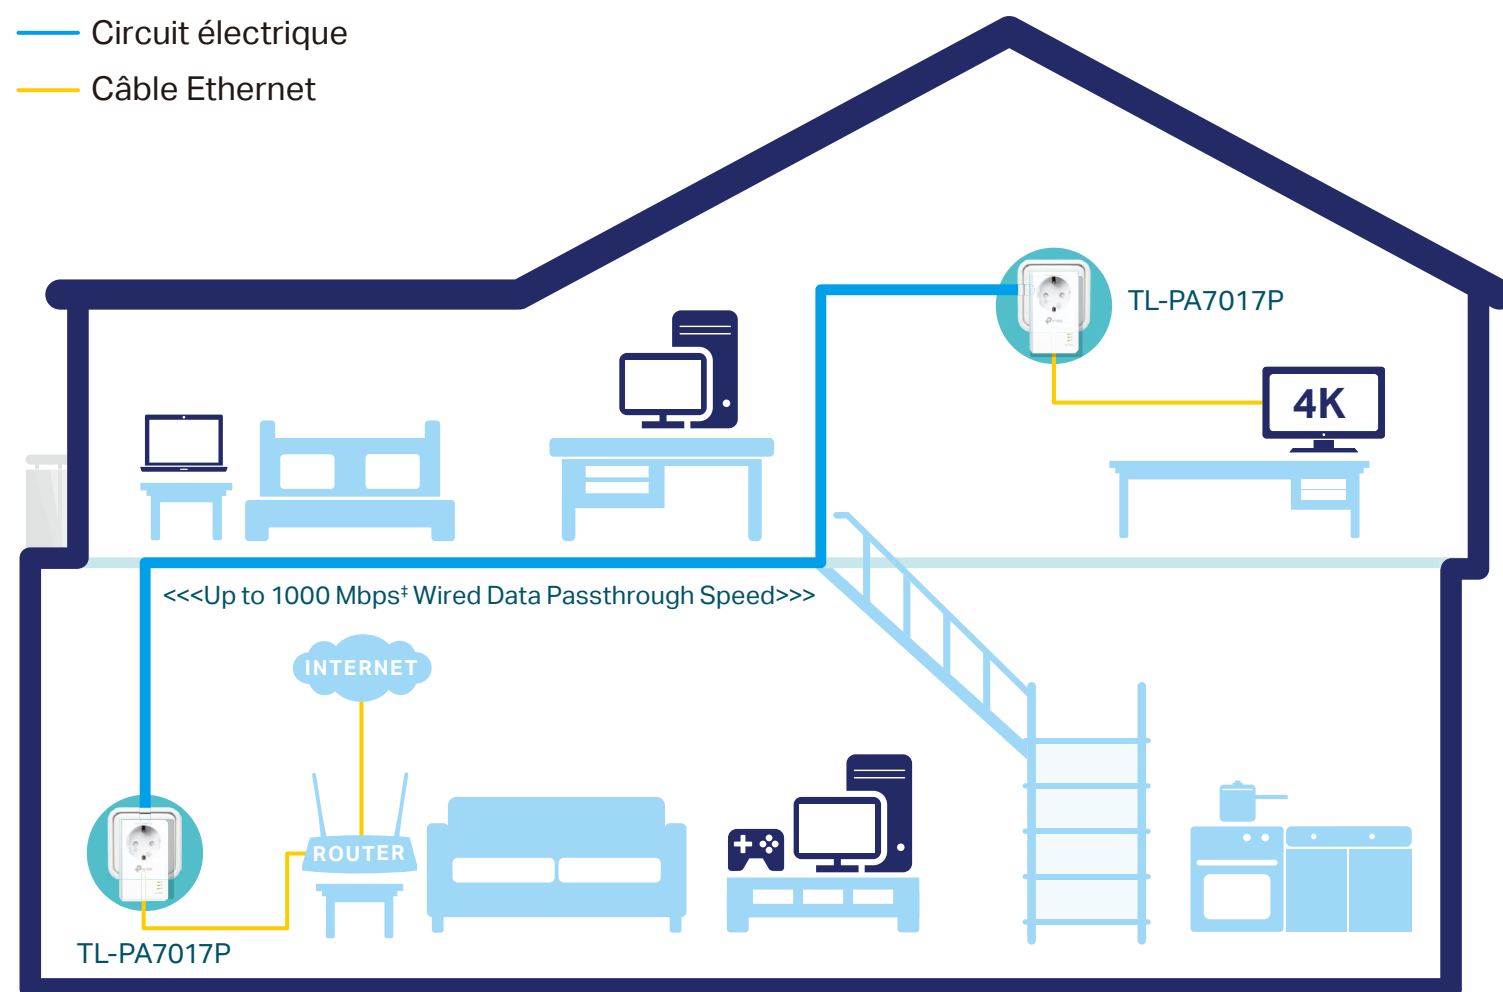 Circuit électrique
Câble Ethernet
TL-PA7017P
4K
<<<Up to 1000 Mbps‡ Wired Data Passthrough Speed>>>
INTERNET
ROUTER
TL-PA7017P